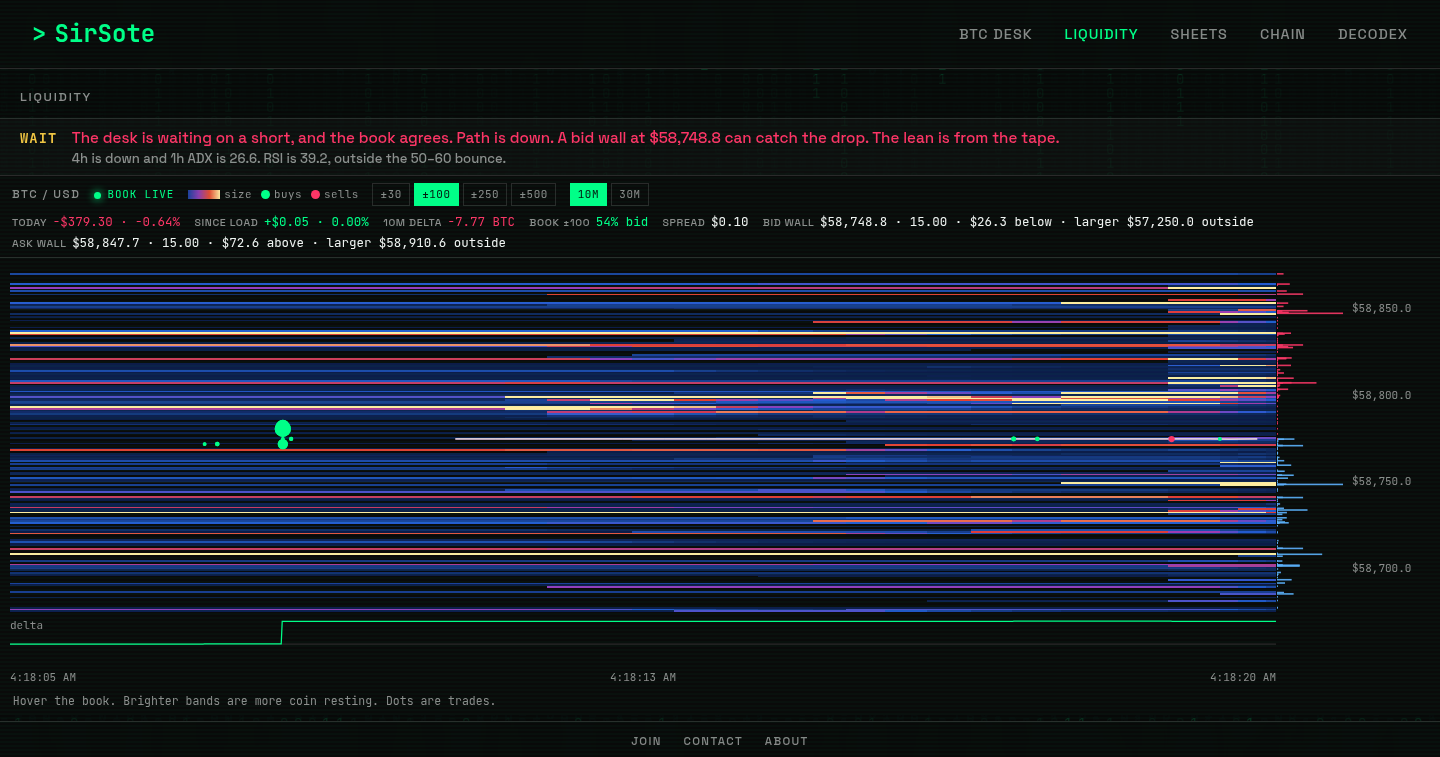 > SirSote
BTC DESK LIQUIDITY SHEETS CHAIN DECODEX
LIQUIDITY
WAIT The desk is waiting on a short, and the book agrees. Path is down. A bid wall at $58,748.8 can catch the drop. The lean is from the tape.
4h is down and 1h ADX is 26.6. RSI is 39.2, outside the 50–60 bounce.
BTC / USD BOOK LIVE size buys sells ±30 ±100 ±250 ±500 10M 30M
TODAY -$379.30 · -0.64% SINCE LOAD +$0.05 · 0.00% 10M DELTA -7.77 BTC BOOK ±100 54% bid SPREAD $0.10 BID WALL $58,748.8 · 15.00 · $26.3 below · larger $57,250.0 outside
ASK WALL $58,847.7 · 15.00 · $72.6 above · larger $58,910.6 outside
$58,850.0
$58,800.0
$58,750.0
$58,700.0
delta
4:18:05 AM 4:18:13 AM 4:18:20 AM
Hover the book. Brighter bands are more coin resting. Dots are trades.
JOIN CONTACT ABOUT